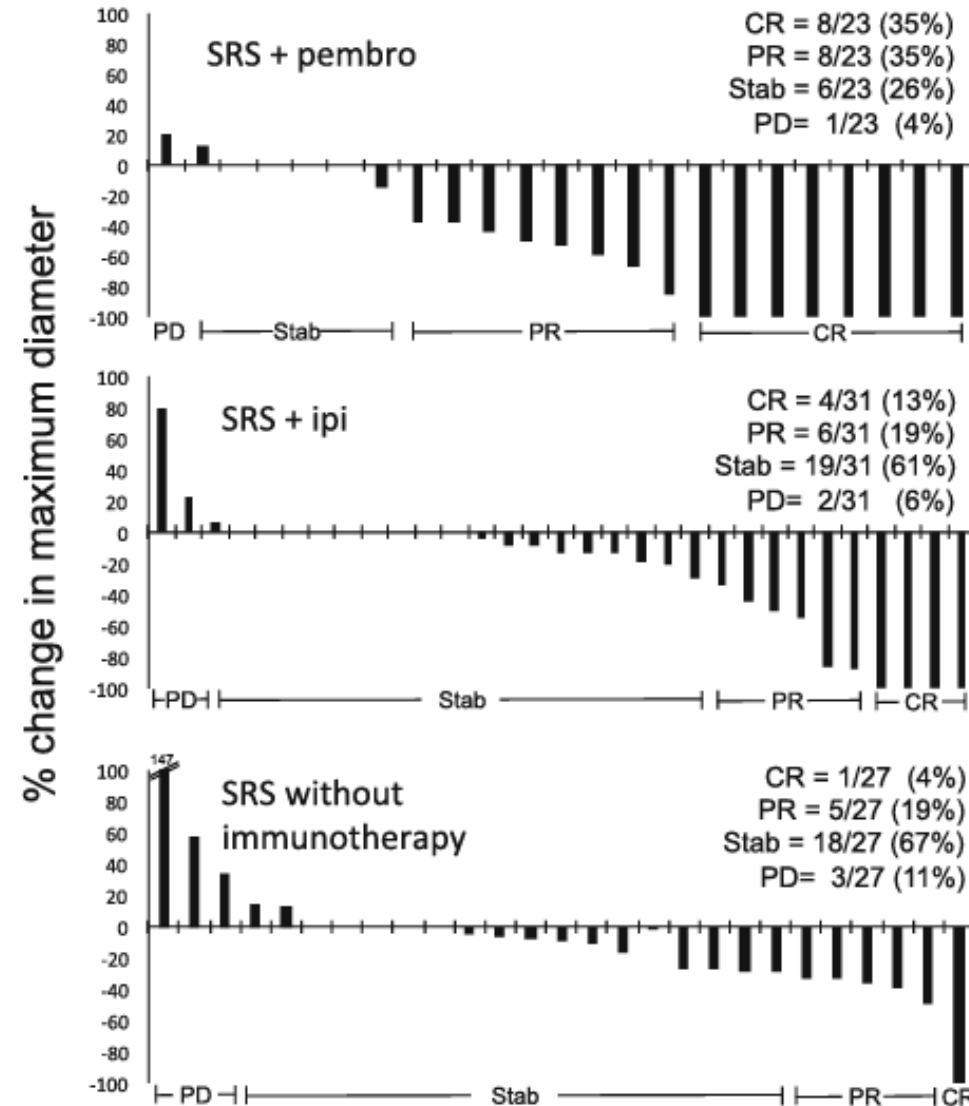 % change in maximum diameter
SRS + pembro
CR = 8/23 (35%)
PR = 8/23 (35%)
Stab = 6/23 (26%)
PD= 1/23 (4%)
100
80
60
40
20
0
-20
-40
-60
-80
-100
PD Stab PR CR
SRS + ipi
CR = 4/31 (13%)
PR = 6/31 (19%)
Stab = 19/31 (61%)
PD= 2/31 (6%)
100
80
60
40
20
0
-20
-40
-60
-80
-100
PD Stab PR CR
147
SRS without
immunotherapy
CR = 1/27 (4%)
PR = 5/27 (19%)
Stab = 18/27 (67%)
PD= 3/27 (11%)
100
80
60
40
20
0
-20
-40
-60
-80
-100
PD Stab PR CR